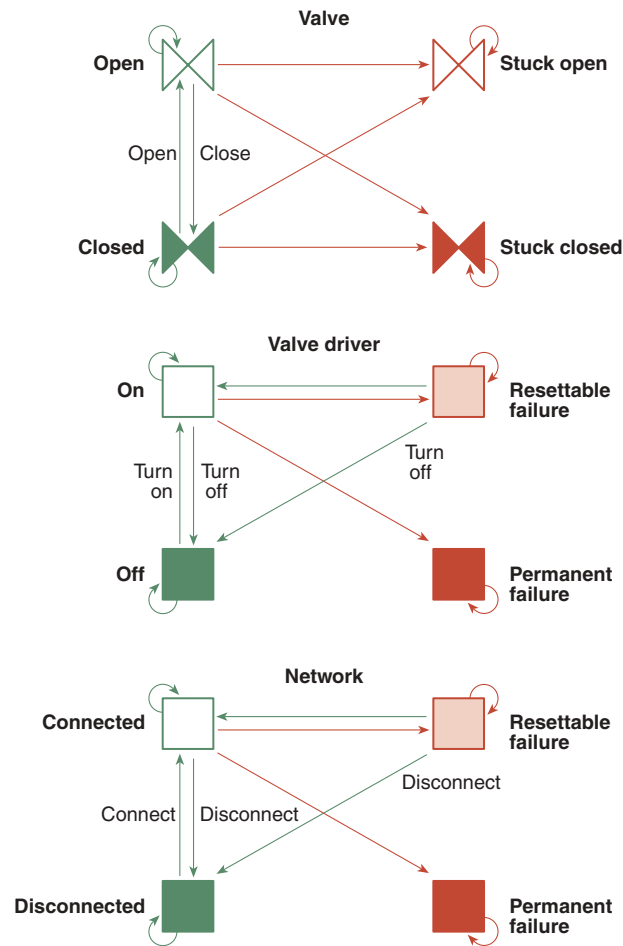 Valve
Open
Stuck open
Open
Close
Closed
Stuck closed
Valve driver
On
Resettable
failure
Turn
on
Turn
off
Turn
off
Off
Permanent
failure
Network
Connected
Resettable
failure
Disconnect
Connect
Disconnect
Disconnected
Permanent
failure